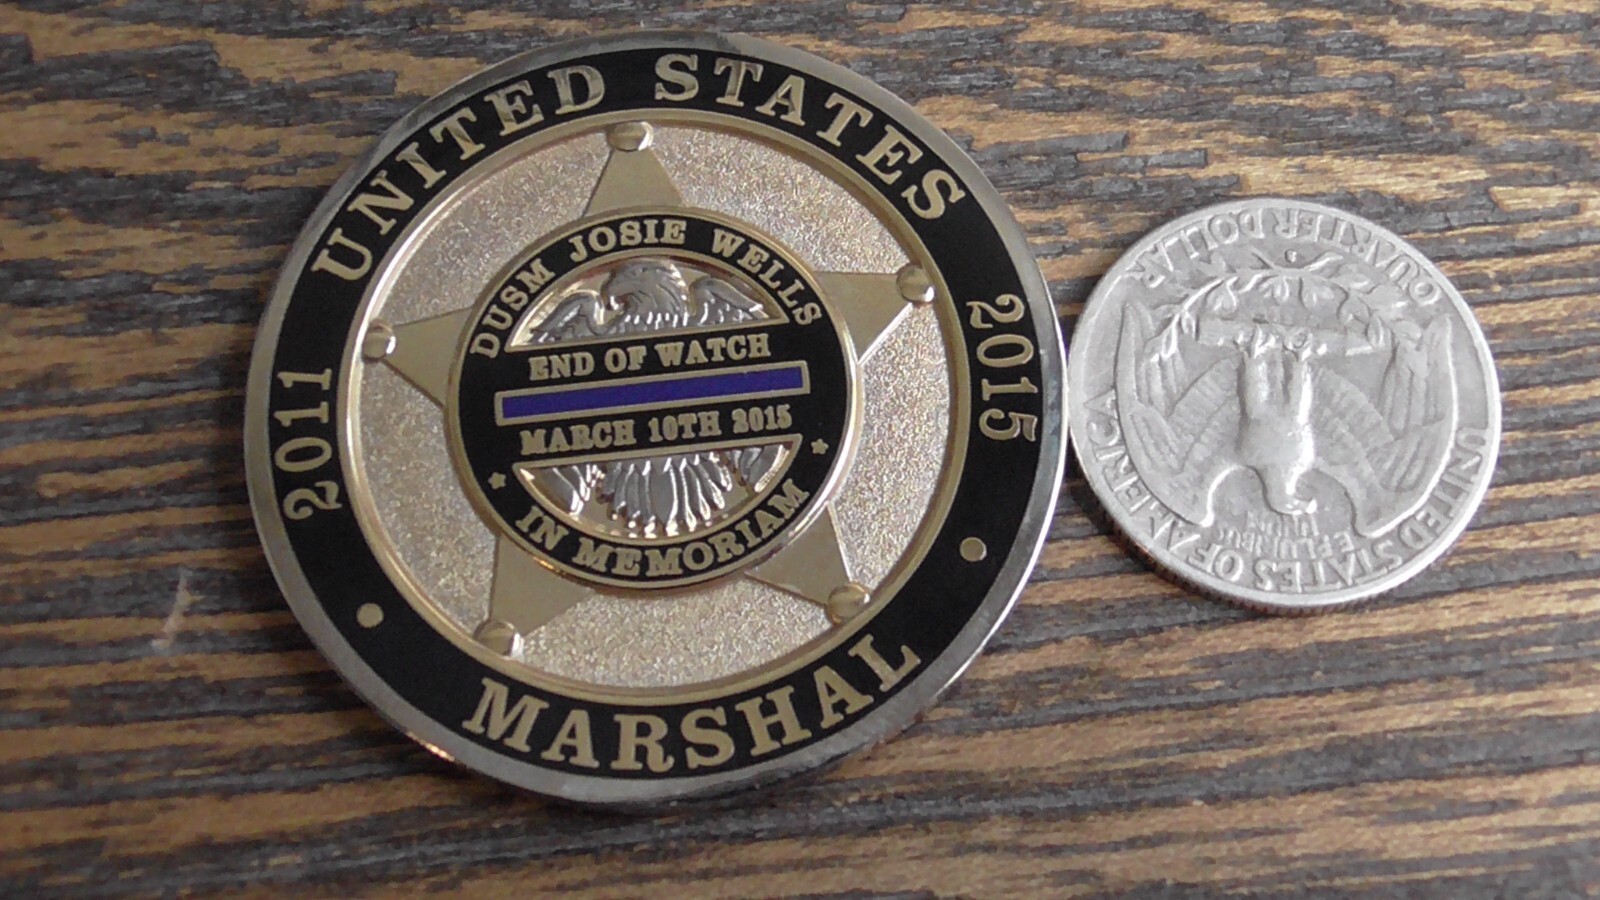 UNITED STATES
2011
2015
MARSHAL
DUSM JOSIE WELLS
END OF WATCH
MARCH 10TH 2015
IN MEMORIAM
UNITED STATES OF AMERICA
E PLURIBUS
UNUM
QUARTER DOLLAR